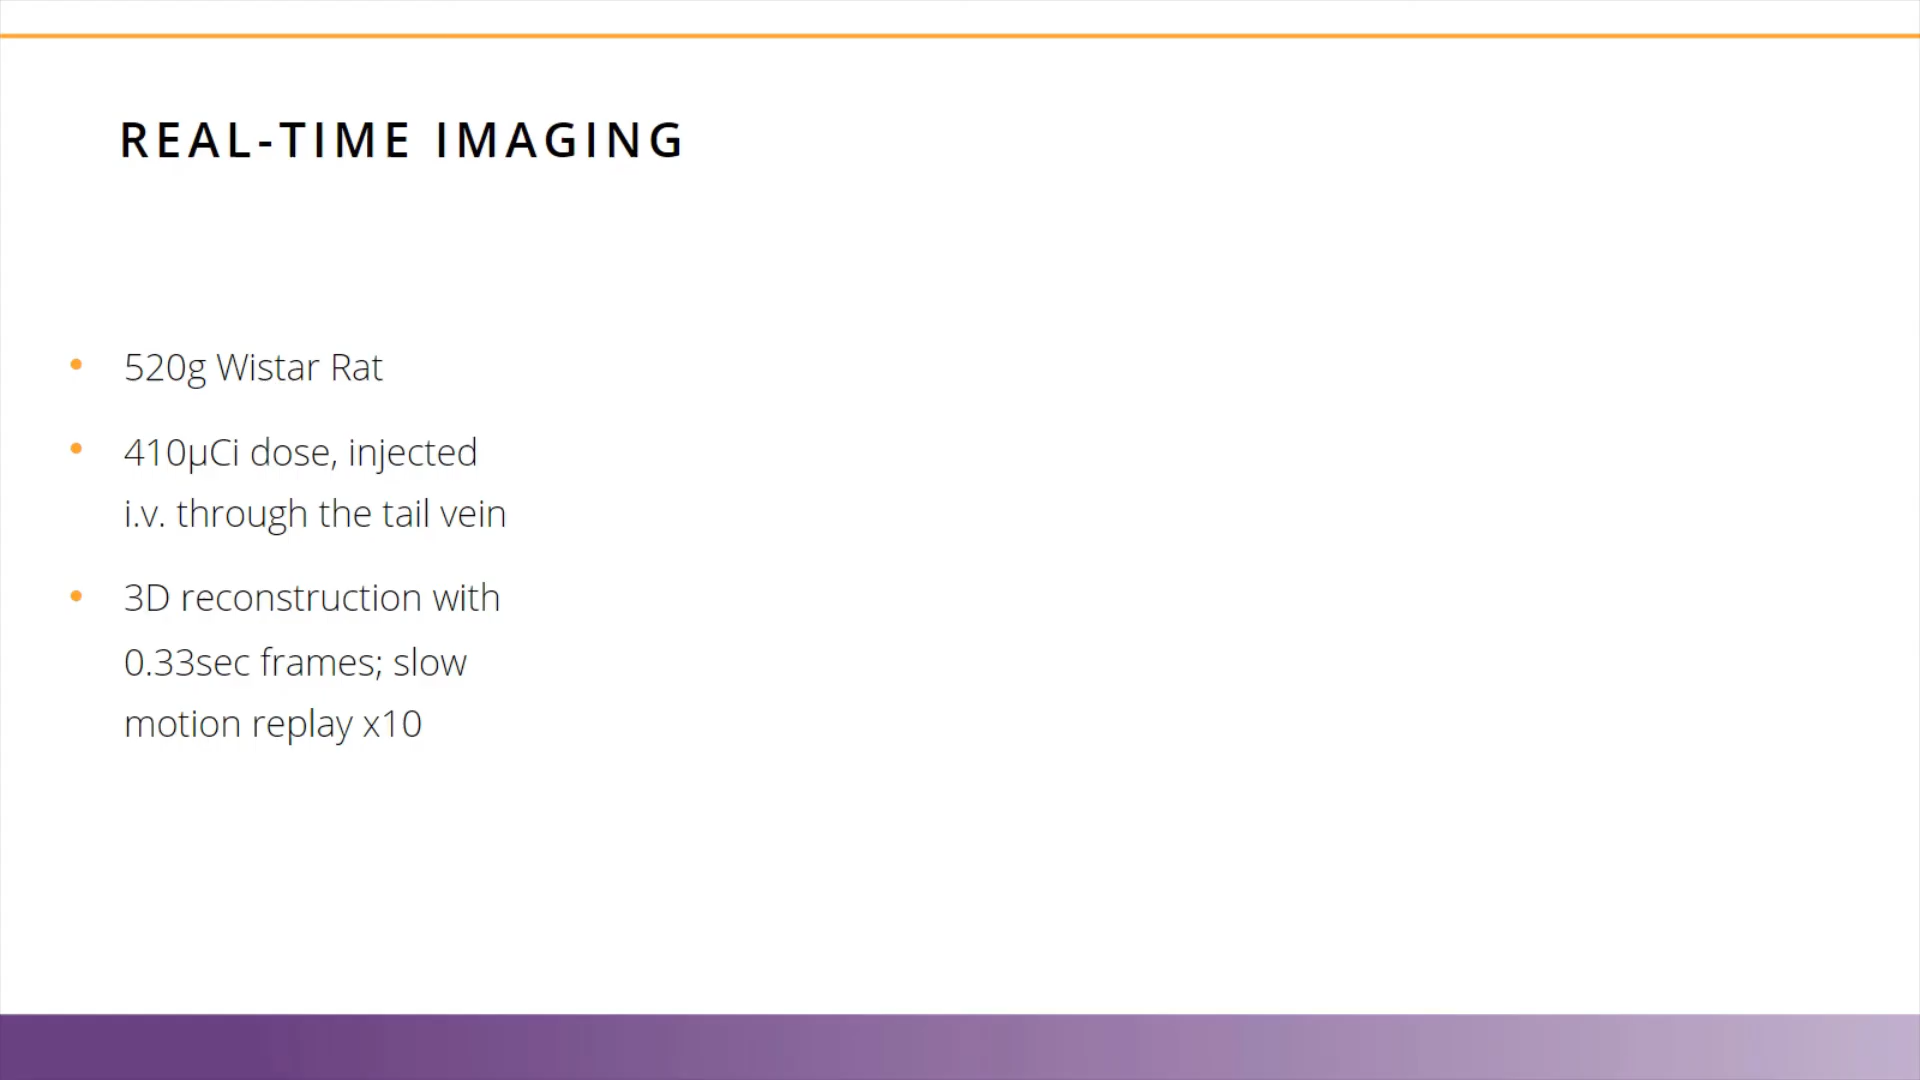 REAL-TIME IMAGING
• 520g Wistar Rat
• 410µCi dose, injected
i.v. through the tail vein
• 3D reconstruction with
0.33sec frames; slow
motion replay x10